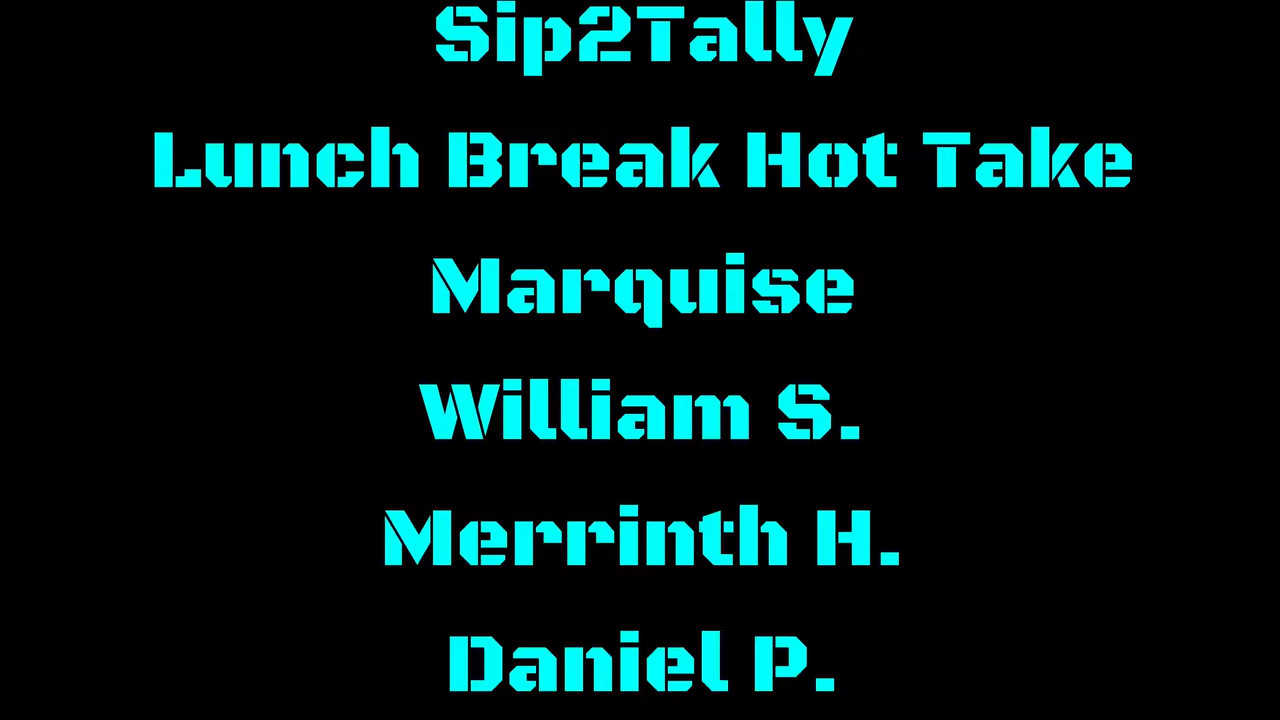 Sip2Tally
Lunch Break Hot Take
Marquise
William S.
Merrinth H.
Daniel P.